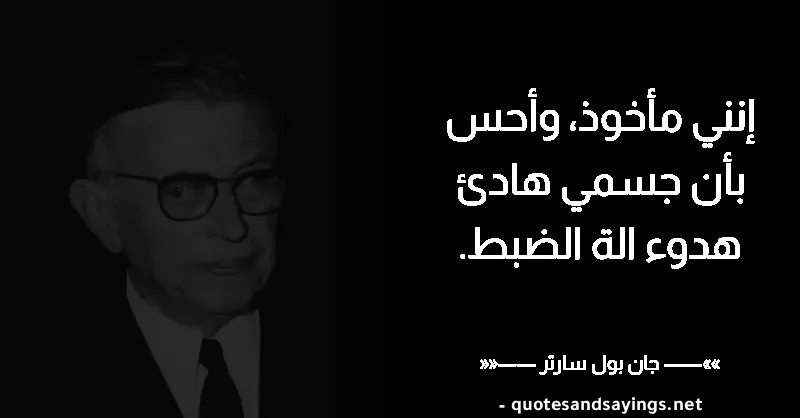 إنني مأخوذ، وأحس
بأن جسمي هادئ
هدوء الة الضبط.
»»—— جان بول سارتر ——««
- quotesandsayings.net